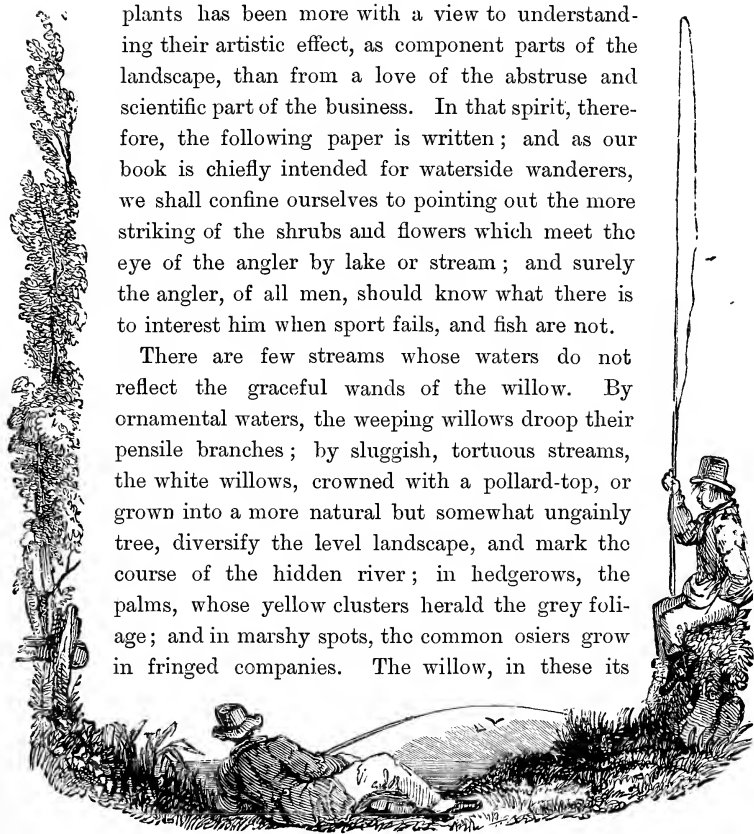 plants has been more with a view to understand-
ing their artistic effect, as component parts of the
landscape, than from a love of the abstruse and
scientific part of the business. In that spirit, there-
fore, the following paper is written ; and as our
book is chiefly intended for waterside wanderers,
we shall confine ourselves to pointing out the more
striking of the shrubs and flowers which meet the
eye of the angler by lake or stream ; and surely
the angler, of all men, should know what there is
to interest him when sport fails, and fish are not.
There are few streams whose waters do not
reflect the graceful wands of the willow. By
ornamental waters, the weeping willows droop their
pensile branches ; by sluggish, tortuous streams,
the white willows, crowned with a pollard-top, or
grown into a more natural but somewhat ungainly
tree, diversify the level landscape, and mark the
course of the hidden river ; in hedgerows, the
palms, whose yellow clusters herald the grey foli-
age ; and in marshy spots, the common osiers grow
in fringed companies. The willow, in these its